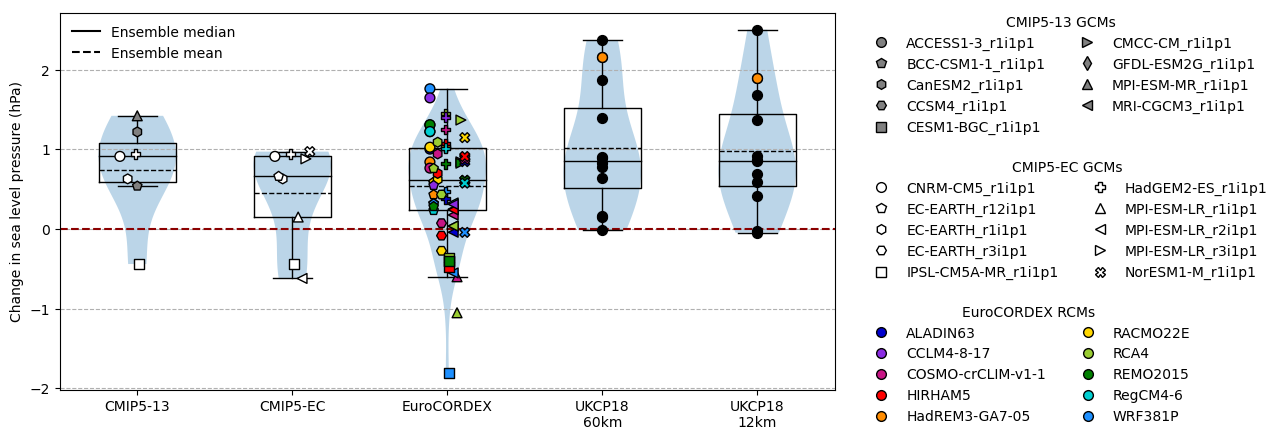 Ensemble median
Ensemble mean
Change in sea level pressure (hPa)
2
1
0
−1
−2
CMIP5-13
CMIP5-EC
EuroCORDEX
UKCP18
60km
UKCP18
12km
CMIP5-13 GCMs
ACCESS1-3_r1i1p1
BCC-CSM1-1_r1i1p1
CanESM2_r1i1p1
CCSM4_r1i1p1
CESM1-BGC_r1i1p1
CMCC-CM_r1i1p1
GFDL-ESM2G_r1i1p1
MPI-ESM-MR_r1i1p1
MRI-CGCM3_r1i1p1
CMIP5-EC GCMs
CNRM-CM5_r1i1p1
EC-EARTH_r12i1p1
EC-EARTH_r1i1p1
EC-EARTH_r3i1p1
IPSL-CM5A-MR_r1i1p1
HadGEM2-ES_r1i1p1
MPI-ESM-LR_r1i1p1
MPI-ESM-LR_r2i1p1
MPI-ESM-LR_r3i1p1
NorESM1-M_r1i1p1
EuroCORDEX RCMs
ALADIN63
CCLM4-8-17
COSMO-crCLIM-v1-1
HIRHAM5
HadREM3-GA7-05
RACMO22E
RCA4
REMO2015
RegCM4-6
WRF381P